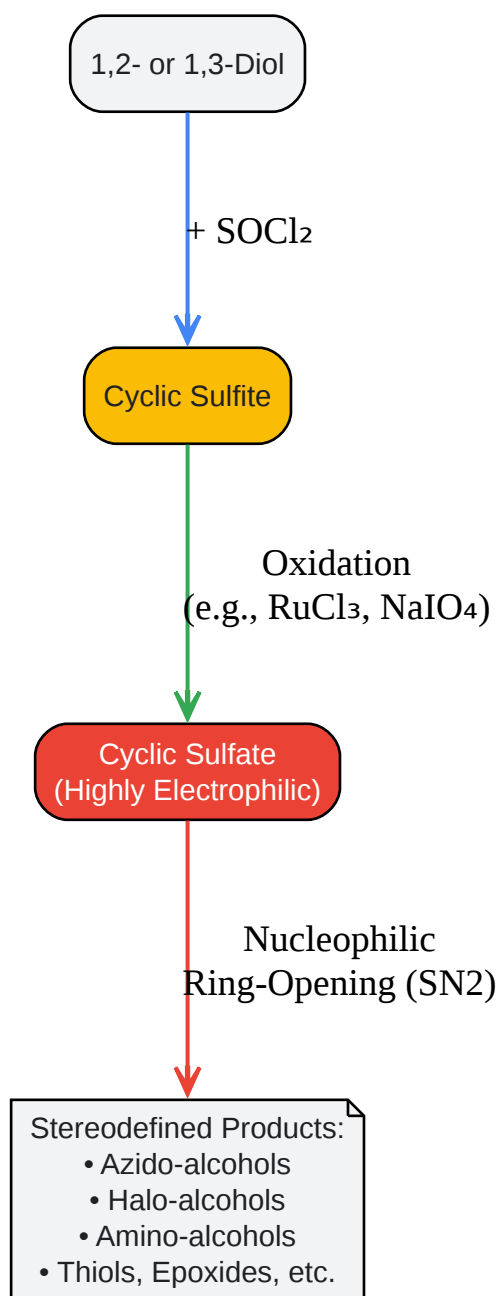 1,2- or 1,3-Diol
+ SOCl₂
Cyclic Sulfite
Oxidation
(e.g., RuCl₃, NaIO₄)
Cyclic Sulfate
(Highly Electrophilic)
Nucleophilic
Ring-Opening (SN2)
Stereodefined Products:
• Azido-alcohols
• Halo-alcohols
• Amino-alcohols
• Thiols, Epoxides, etc.